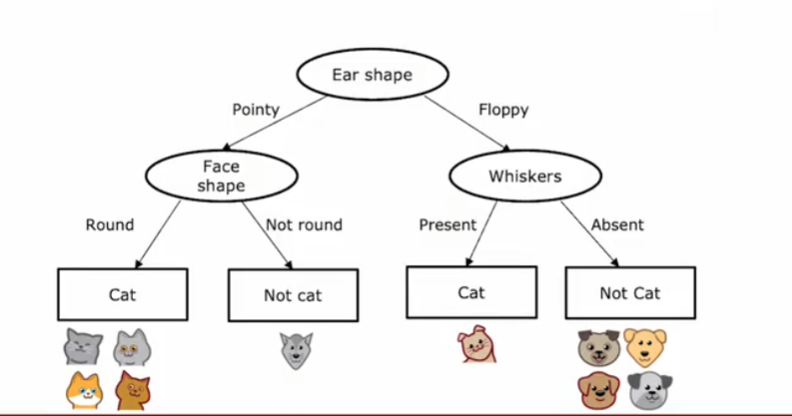 Ear shape
Pointy
Floppy
Face
shape
Whiskers
Round
Not round
Present
Absent
Cat
Not cat
Cat
Not Cat